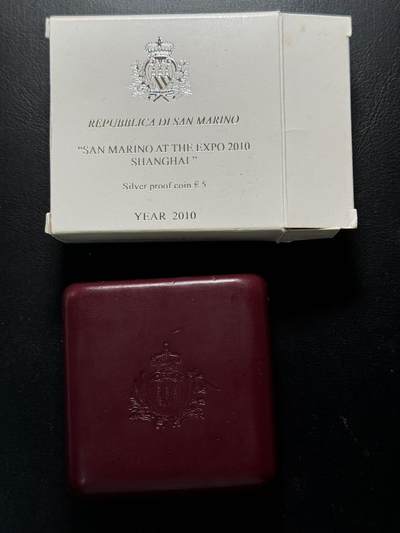 REPUBBLICA DI SAN MARINO
"SAN MARINO AT THE EXPO 2010
SHANGHAI"
Silver proof coin £ 5
YEAR 2010